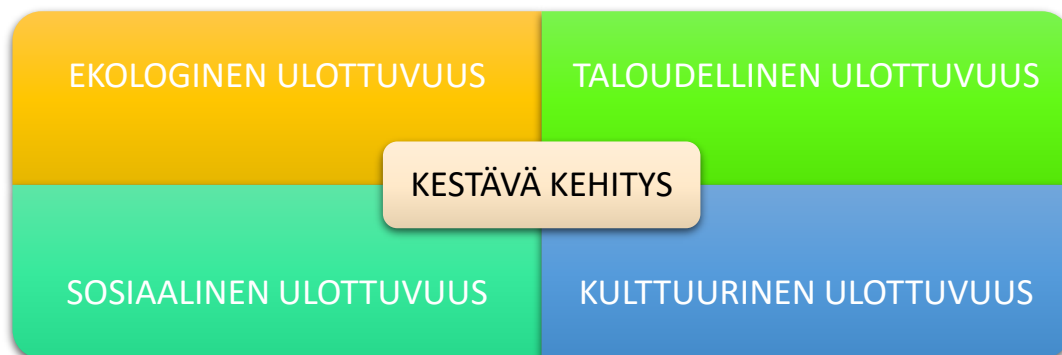 EKOLOGINEN ULOTTUVUUS
TALOUDELLINEN ULOTTUVUUS
KESTÄVÄ KEHITYS
SOSIAALINEN ULOTTUVUUS
KULTTUURINEN ULOTTUVUUS